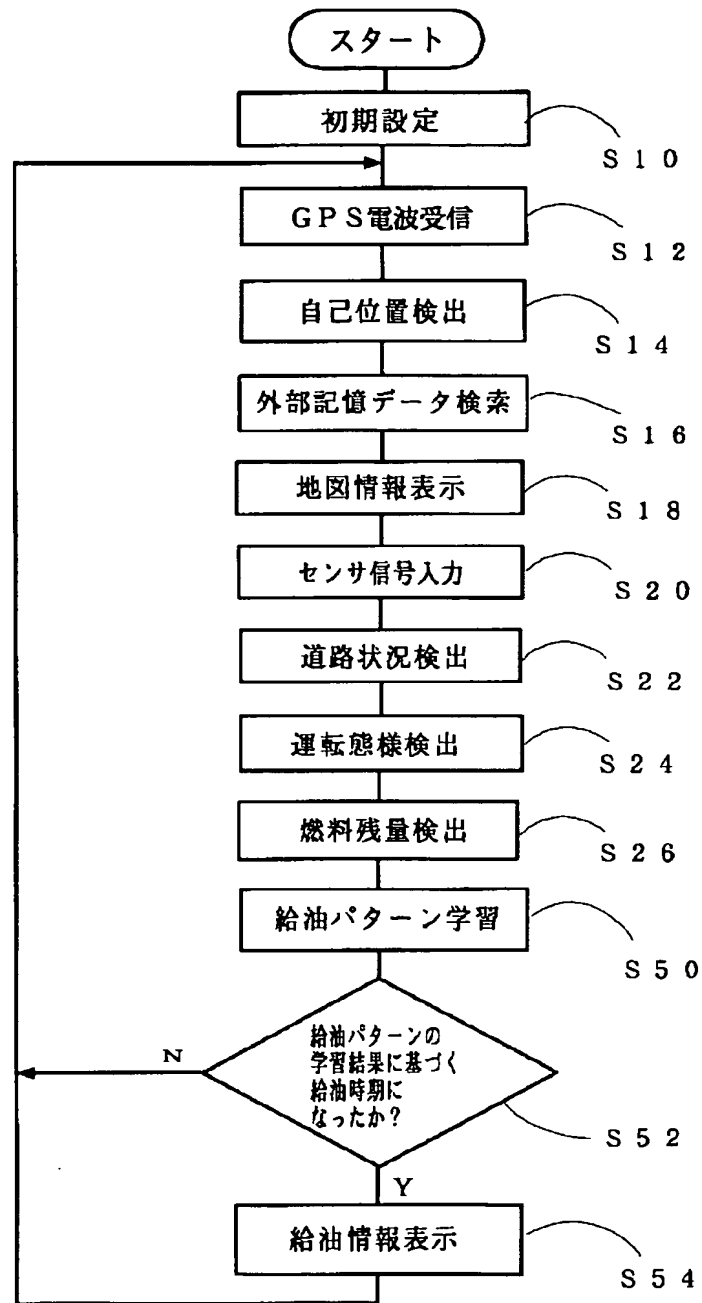 スタート
初期設定
S10
GPS電波受信
S12
自己位置検出
S14
外部記憶データ検索
S16
地図情報表示
S18
センサ信号入力
S20
道路状況検出
S22
運転態様検出
S24
燃料残量検出
S26
給油パターン学習
S50
給油パターンの
学習結果に基づく
給油時期に
なったか?
N
S52
Y
給油情報表示
S54